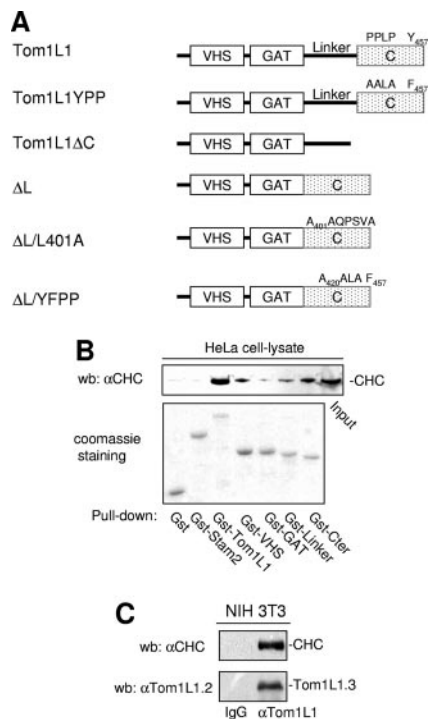 A
PPLP Y457
Tom1L1 VHS GAT Linker C
AALA F457
Tom1L1YPP VHS GAT Linker C
Tom1L1ΔC VHS GAT
ΔL VHS GAT C
A401AQPSVA
ΔL/L401A VHS GAT C
A420ALA F457
ΔL/YFPP VHS GAT C
B
HeLa cell-lysate
wb: αCHC -CHC
Input
coomassie
staining
Pull-down: Gst Gst-Stam2 Gst-Tom1L1 Gst-VHS Gst-GAT Gst-Linker Gst-Cter
C
NIH 3T3
wb: αCHC -CHC
wb: αTom1L1.2 -Tom1L1.3
IgG αTom1L1